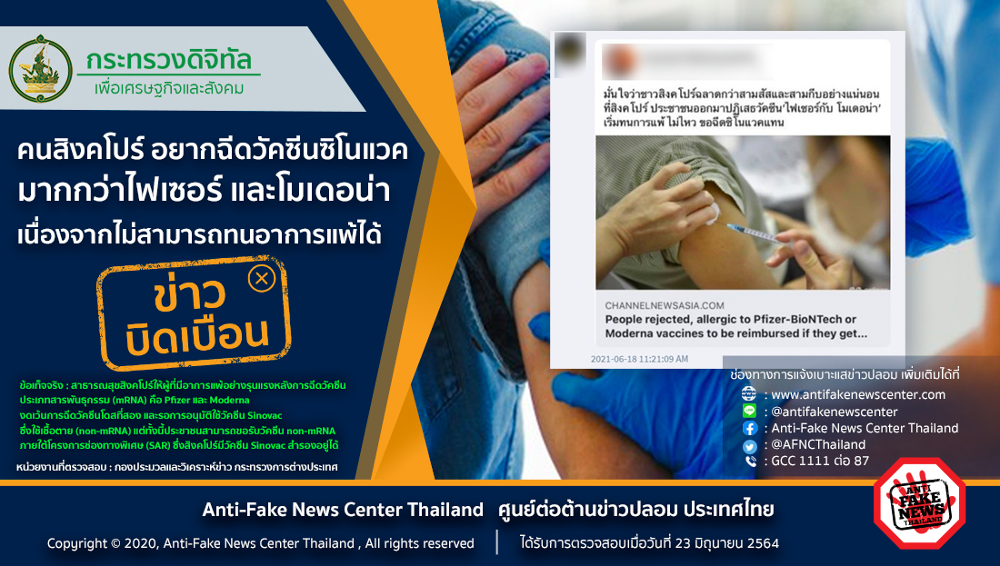 กระทรวงดิจิทัล
เพื่อเศรษฐกิจและสังคม
คนสิงคโปร์ อยากฉีดวัคซีนซิโนแวค
มากกว่าไฟเซอร์ และโมเดอน่า
เนื่องจากไม่สามารถทนอาการแพ้ได้
ข่าว
บิดเบือน
ข้อเท็จจริง : สาธารณสุขสิงคโปร์ให้ผู้ที่มีอาการแพ้อย่างรุนแรงหลังการฉีดวัคซีน
ประเภทสารพันธุกรรม (mRNA) คือ Pfizer และ Moderna
งดเว้นการฉีดวัคซีนโดสที่สอง และรอการอนุมัติใช้วัคซีน Sinovac
ซึ่งใช้เชื้อตาย (non-mRNA) แต่ทั้งนี้ประชาชนสามารถขอรับวัคซีน non-mRNA
ภายใต้โครงการช่องทางพิเศษ (SAR) ซึ่งสิงคโปร์มีวัคซีน Sinovac สำรองอยู่ได้
หน่วยงานที่ตรวจสอบ : กองประมวลและวิเคราะห์ข่าว กระทรวงการต่างประเทศ
มั่นใจว่าชาวสิงคโปร์ฉลาดกว่าสามสัสและสามกีบอย่างแน่นอน
ที่สิงคโปร์ ประชาชนออกมาปฏิเสธวัคซีน'ไฟเซอร์กับ โมเดอน่า'
เริ่มทนการแพ้ ไม่ไหว ขอฉีดซิโนแวคแทน
CHANNELNEWSASIA.COM
People rejected, allergic to Pfizer-BioNTech or
Moderna vaccines to be reimbursed if they get...
2021-06-18 11:21:09 AM
ช่องทางการแจ้งเบาะแสข่าวปลอม เพิ่มเติมได้ที่
: www.antifakenewscenter.com
: @antifakenewscenter
: Anti-Fake News Center Thailand
: @AFNCThailand
: GCC 1111 ต่อ 87
ANTI
FAKE
NEWS
THAILAND
Anti-Fake News Center Thailand ศูนย์ต่อต้านข่าวปลอม ประเทศไทย
Copyright © 2020, Anti-Fake News Center Thailand , All rights reserved
ได้รับการตรวจสอบเมื่อวันที่ 23 มิถุนายน 2564